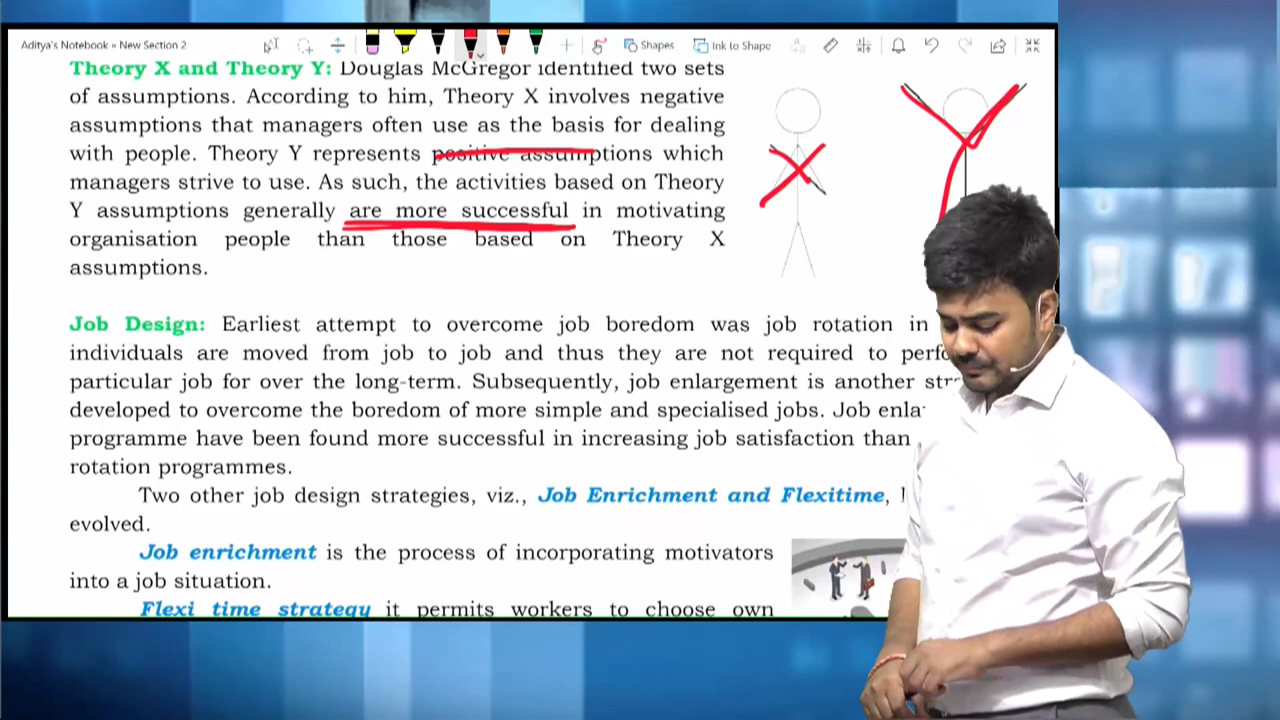 Aditya's Notebook » New Section 2
Shapes
Ink to Shape
Theory X and Theory Y: Douglas McGregor identified two sets
of assumptions. According to him, Theory X involves negative
assumptions that managers often use as the basis for dealing
with people. Theory Y represents positive assumptions which
managers strive to use. As such, the activities based on Theory
Y assumptions generally are more successful in motivating
organisation people than those based on Theory X
assumptions.
Job Design: Earliest attempt to overcome job boredom was job rotation in
individuals are moved from job to job and thus they are not required to
particular job for over the long-term. Subsequently, job enlargement is another
developed to overcome the boredom of more simple and specialised jobs. Job
programme have been found more successful in increasing job satisfaction than
rotation programmes.
Two other job design strategies, viz., Job Enrichment and Flexitime,
evolved.
Job enrichment is the process of incorporating motivators
into a job situation.
Flexi time strategy it permits workers to choose own